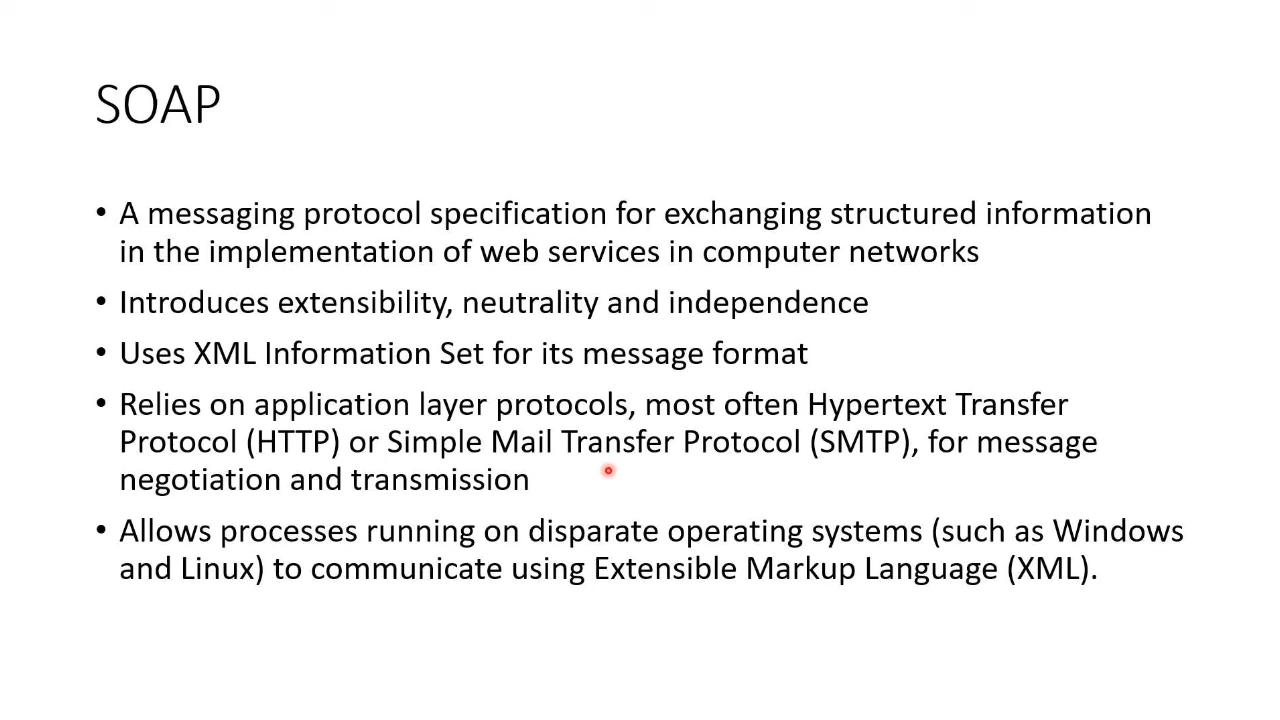 SOAP
• A messaging protocol specification for exchanging structured information
in the implementation of web services in computer networks
• Introduces extensibility, neutrality and independence
• Uses XML Information Set for its message format
• Relies on application layer protocols, most often Hypertext Transfer
Protocol (HTTP) or Simple Mail Transfer Protocol (SMTP), for message
negotiation and transmission
• Allows processes running on disparate operating systems (such as Windows
and Linux) to communicate using Extensible Markup Language (XML).